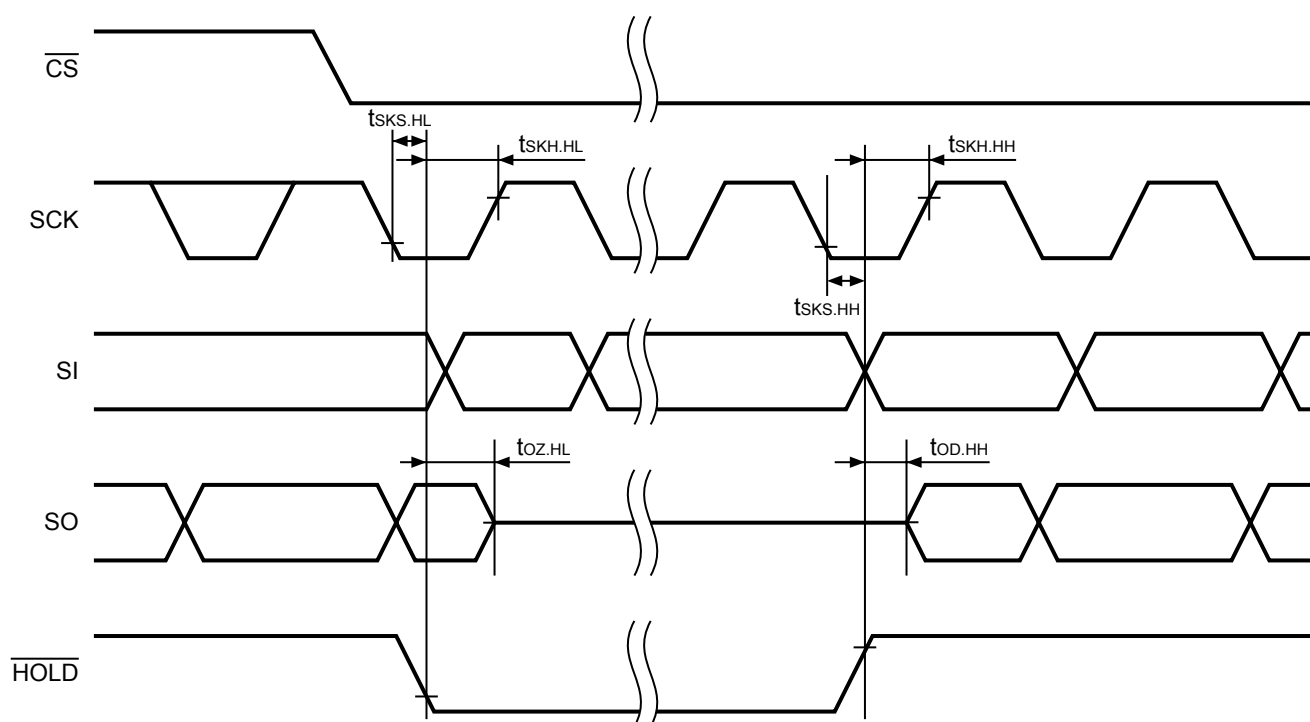 CS
tSKS.HL
tSKH.HL
tSKH.HH
SCK
tSKS.HH
SI
tOZ.HL
tOD.HH
SO
HOLD